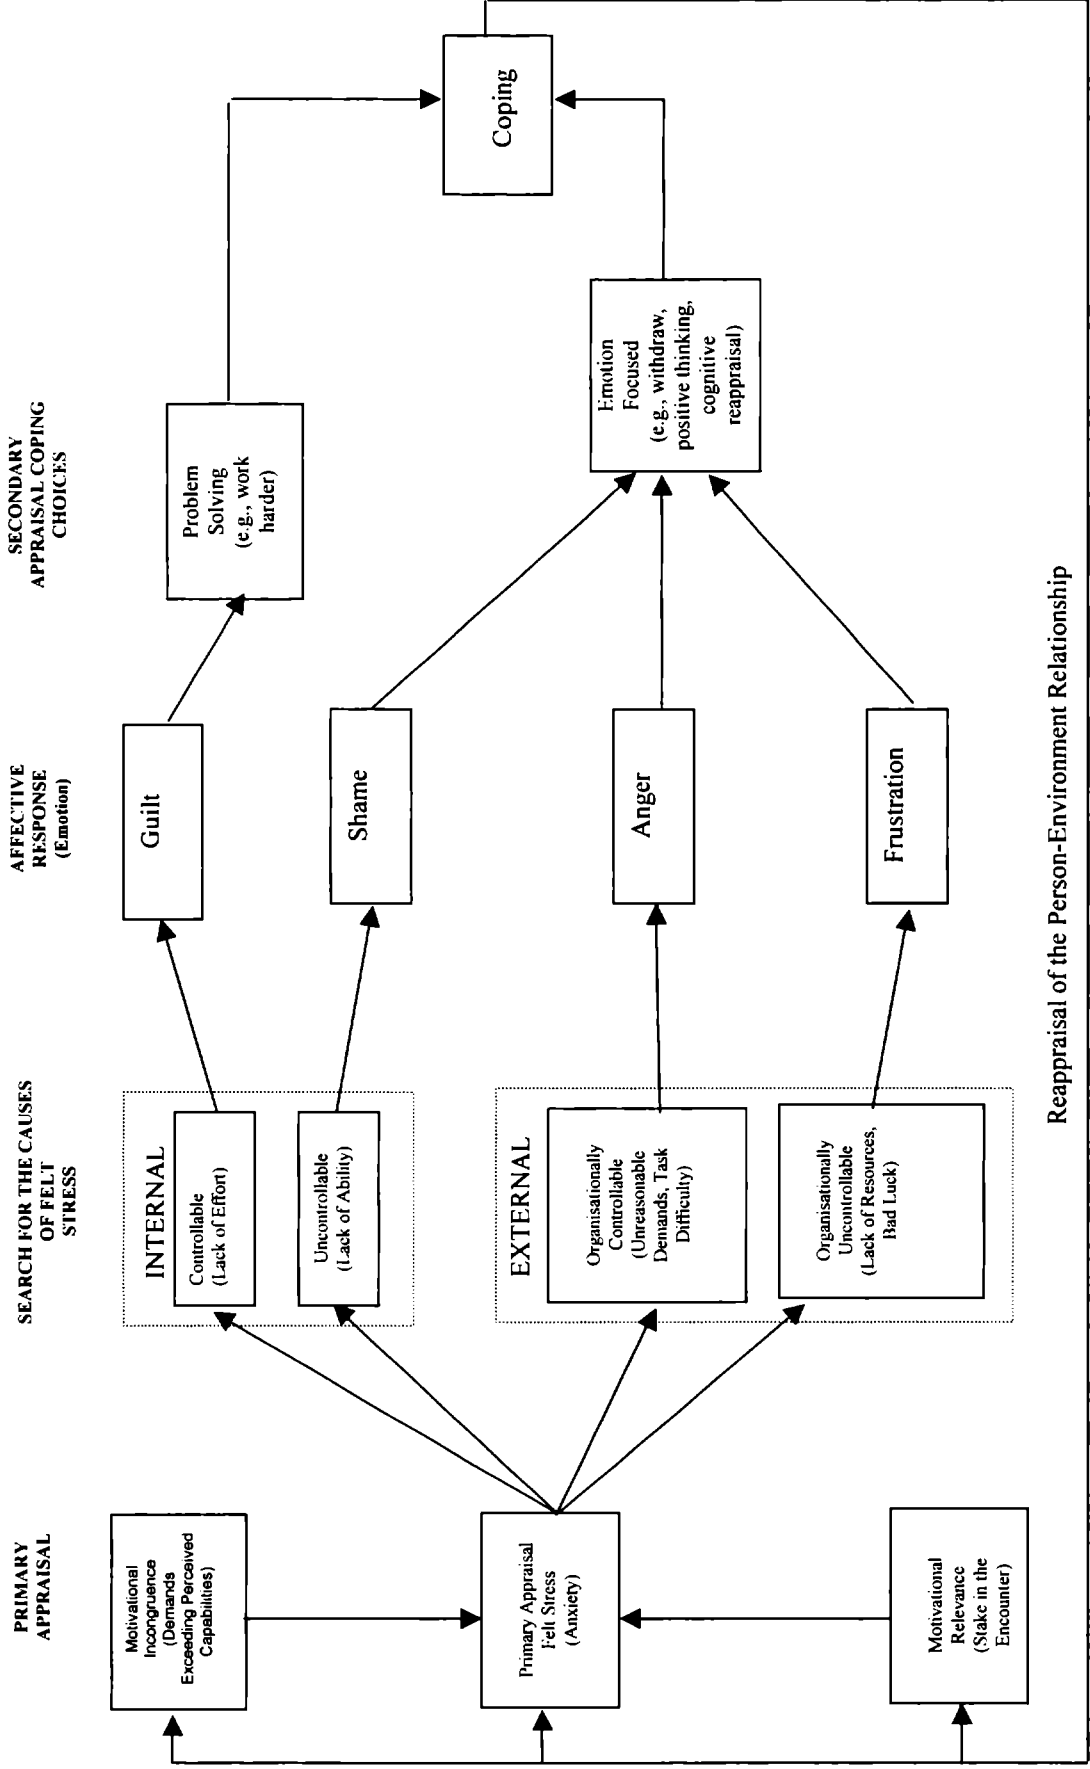 PRIMARY
APPRAISAL
SEARCH FOR THE CAUSES
OF FELT
STRESS
AFFECTIVE
RESPONSE
(Emotion)
SECONDARY
APPRAISAL COPING
CHOICES
Motivational
Incongruence
(Demands
Exceeding Perceived
Capabilities)
Primary Appraisal
Felt Stress
(Anxiety)
Motivational
Relevance
(Stake in the
Encounter)
INTERNAL
Controllable
(Lack of Effort)
Uncontrollable
(Lack of Ability)
EXTERNAL
Organisationally
Controllable
(Unreasonable
Demands, Task
Difficulty)
Organisationally
Uncontrollable
(Lack of Resources,
Bad Luck)
Guilt
Shame
Anger
Frustration
Problem
Solving
(e.g., work
harder)
Emotion
Focused
(e.g., withdraw,
positive thinking,
cognitive
reappraisal)
Coping
Reappraisal of the Person-Environment Relationship